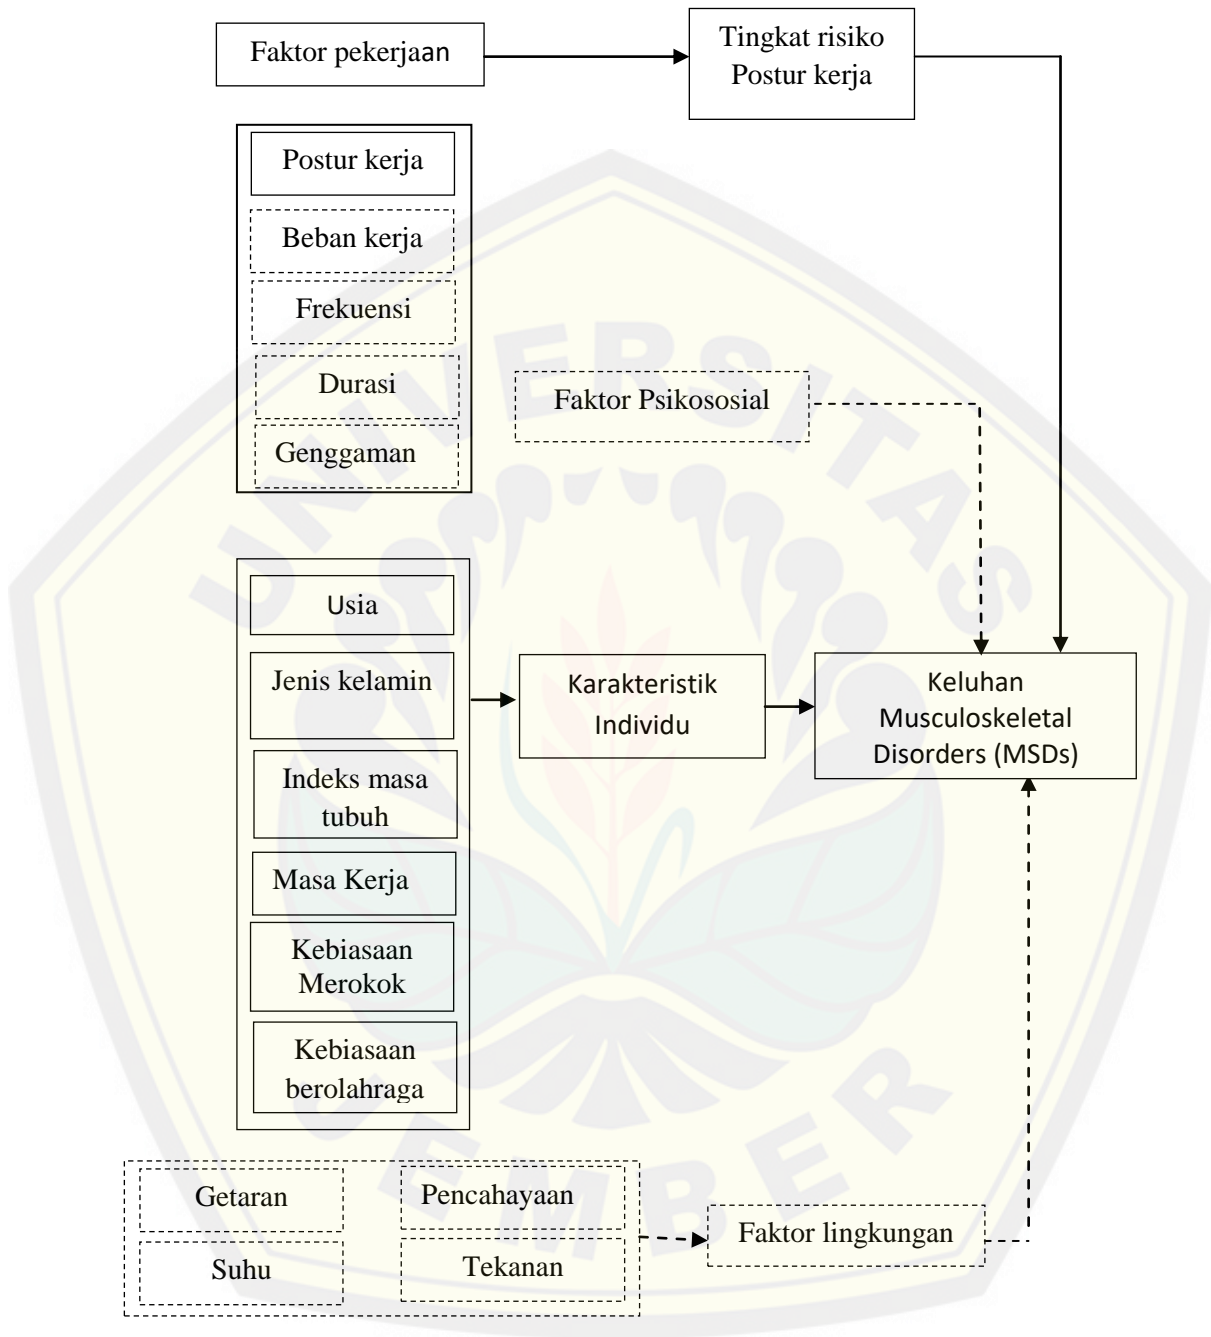 Faktor pekerjaan
Tingkat risiko
Postur kerja
Postur kerja
Beban kerja
Frekuensi
Durasi
Genggaman
Faktor Psikososial
Usia
Jenis kelamin
Indeks masa
tubuh
Masa Kerja
Kebiasaan
Merokok
Kebiasaan
berolahraga
Karakteristik
Individu
Keluhan
Musculoskeletal
Disorders (MSDs)
Getaran
Pencahayaan
Suhu
Tekanan
Faktor lingkungan
UNIVERSITAS
JEMBER